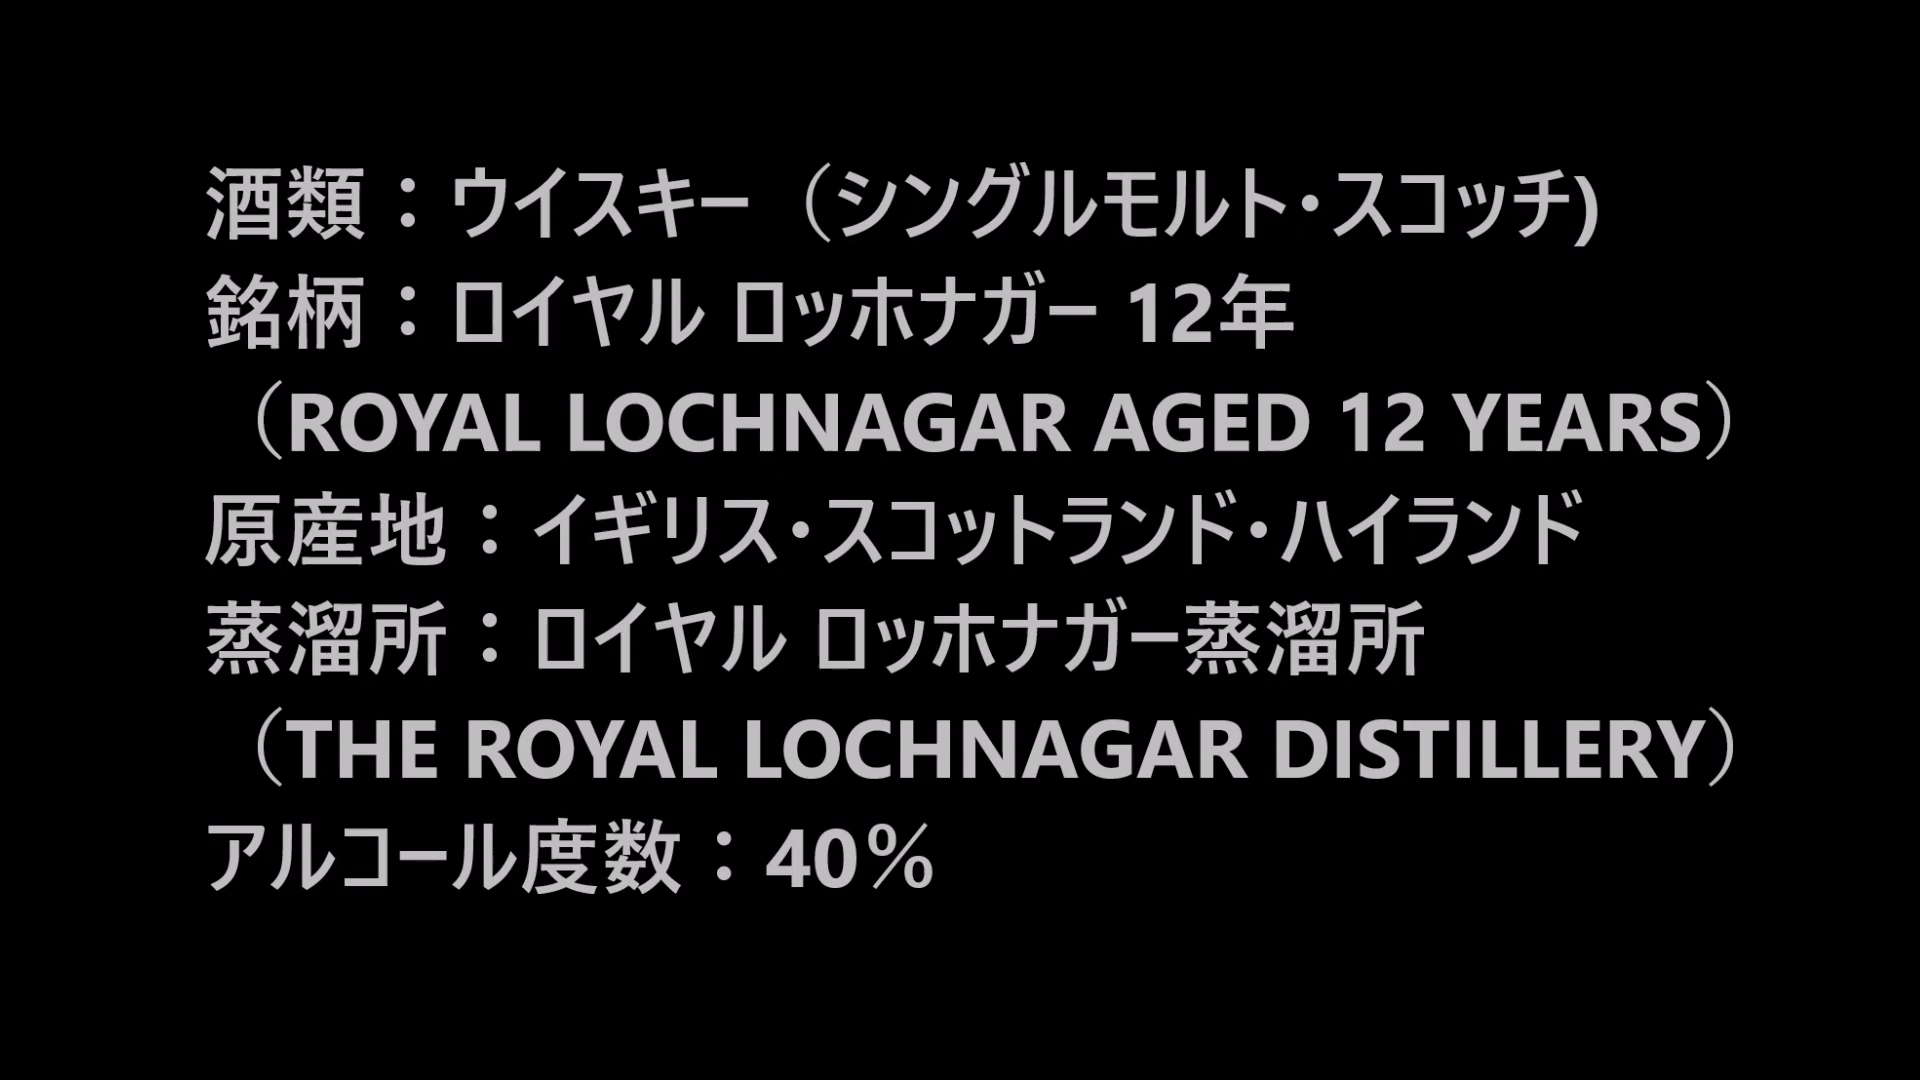 酒類：ウイスキー（シングルモルト・スコッチ)
銘柄：ロイヤル ロッホナガー 12年
（ROYAL LOCHNAGAR AGED 12 YEARS）
原産地：イギリス・スコットランド・ハイランド
蒸溜所：ロイヤル ロッホナガー蒸溜所
（THE ROYAL LOCHNAGAR DISTILLERY）
アルコール度数：40％